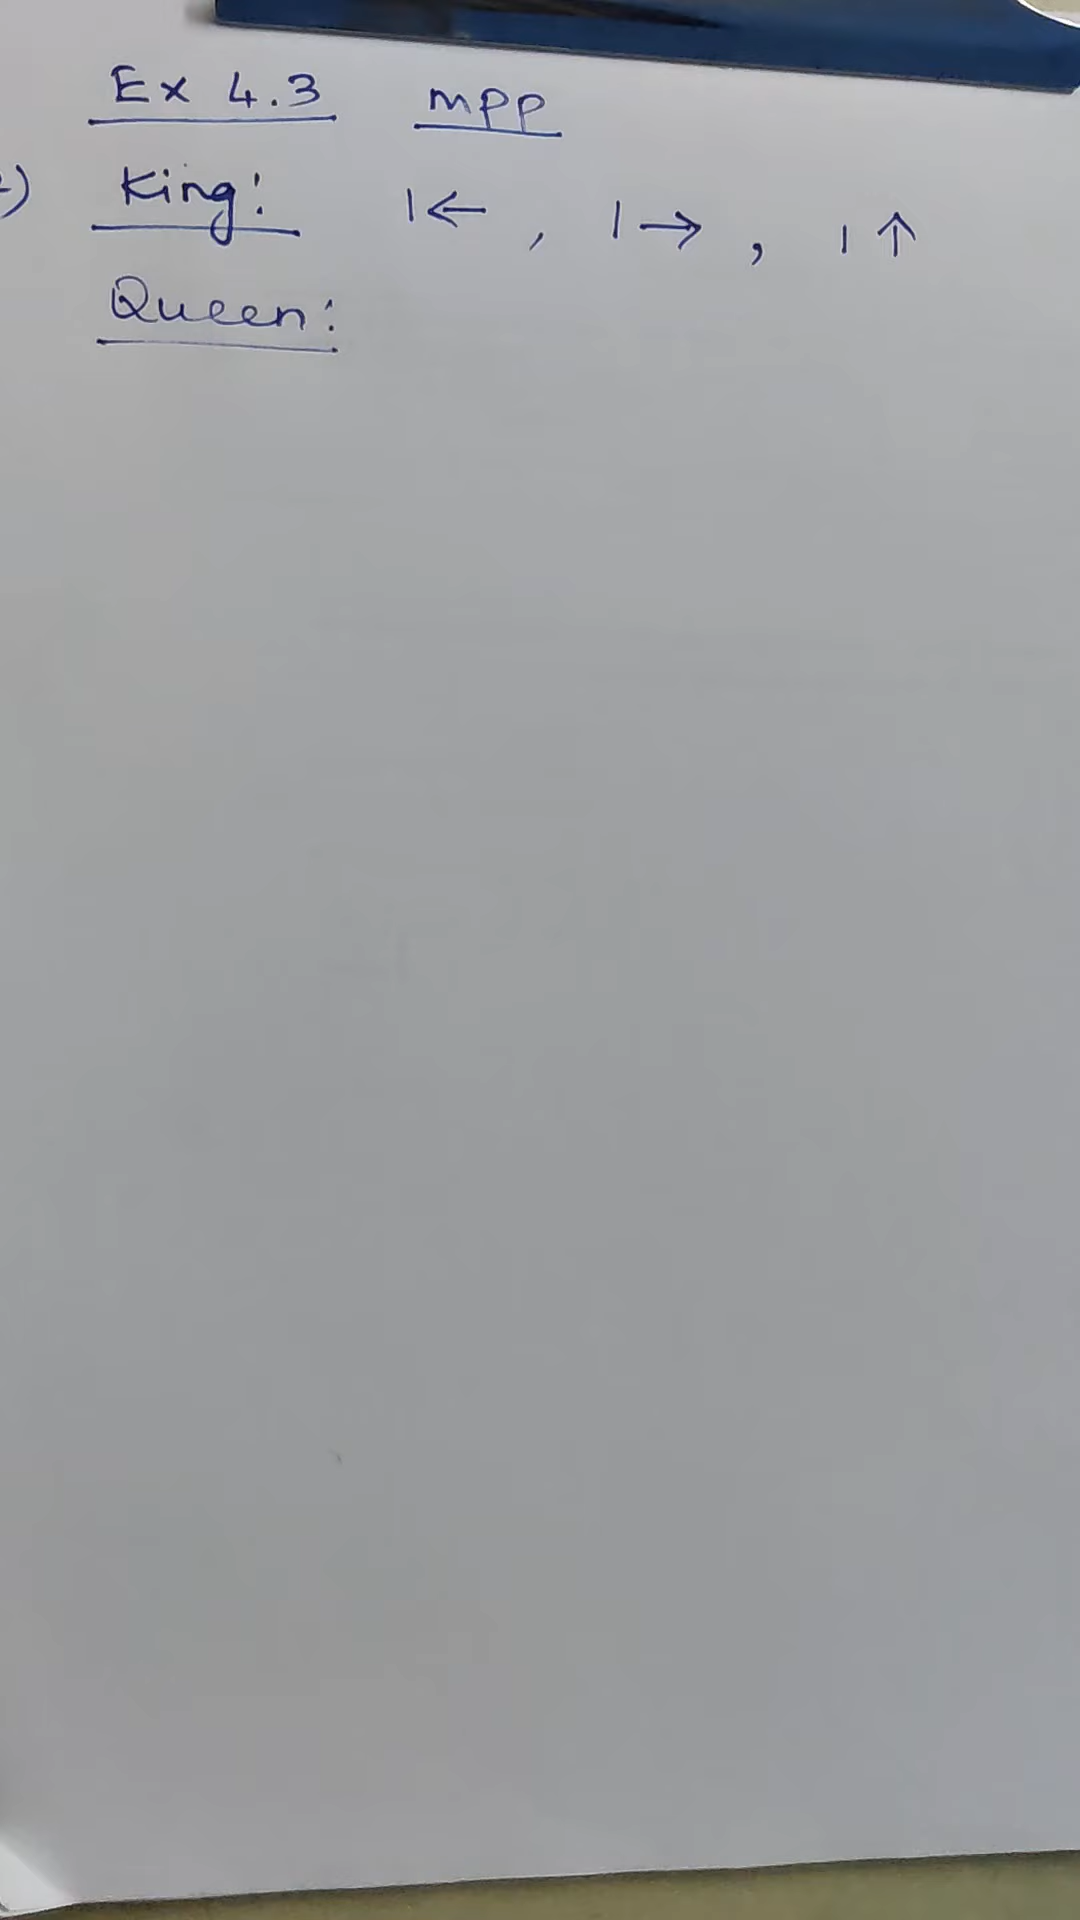 Ex 4.3 MPP
King: 1← , 1→ , 1↑
Queen: